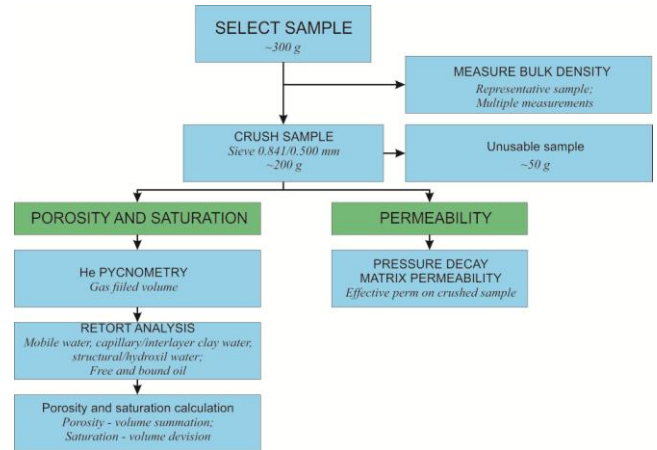 SELECT SAMPLE
~300 g
MEASURE BULK DENSITY
Representative sample;
Multiple measurements
CRUSH SAMPLE
Sieve 0.841/0.500 mm
~200 g
Unusable sample
~50 g
POROSITY AND SATURATION
PERMEABILITY
He PYCNOMETRY
Gas fiiled volume
PRESSURE DECAY
MATRIX PERMEABILITY
Effective perm on crushed sample
RETORT ANALYSIS
Mobile water, capillary/interlayer clay water,
structural/hydroxil water;
Free and bound oil
Porosity and saturation calculation
Porosity - volume summation;
Saturation - volume devision